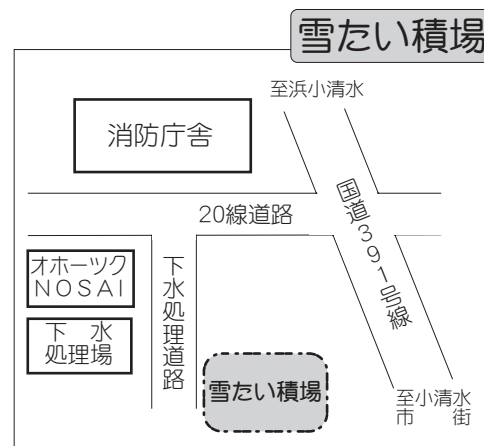 雪たい積場
至浜小清水
消防庁舎
20線道路
国道391号線
オホーツク
NOSAI
下水処理道路
下　水
処理場
雪たい積場
至小清水
市　　街